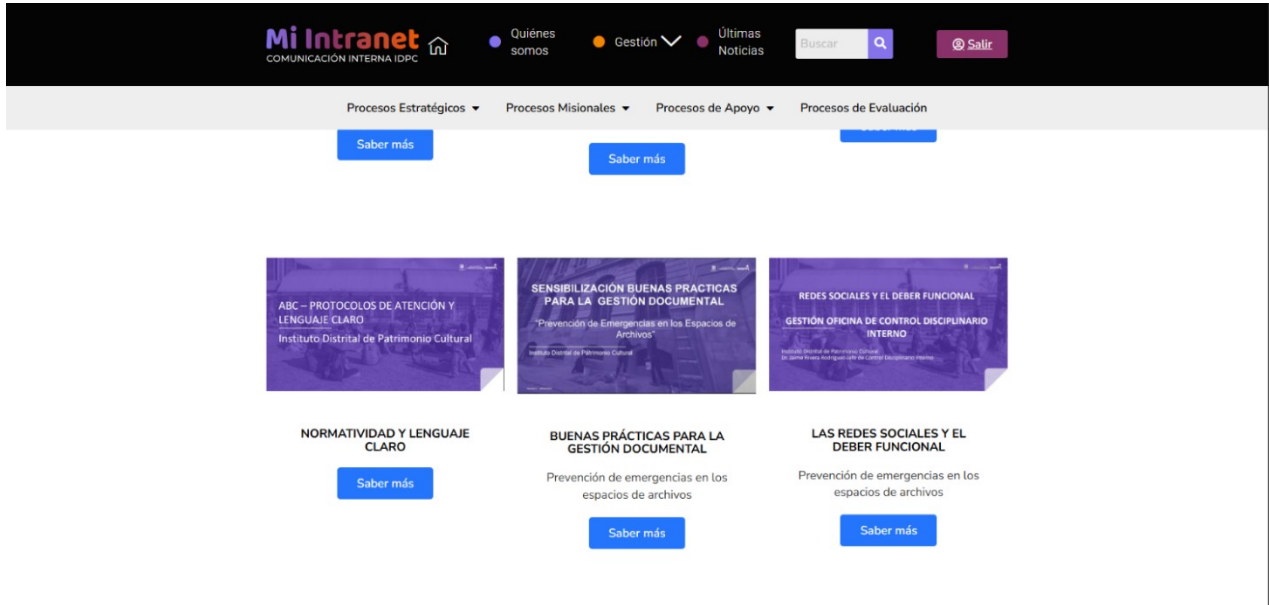 Mi Intranet
COMUNICACIÓN INTERNA IDPC
Quiénes
somos
Gestión
Últimas
Noticias
Buscar
Salir
Procesos Estratégicos
Procesos Misionales
Procesos de Apoyo
Procesos de Evaluación
Saber más
Saber más
ABC – PROTOCOLOS DE ATENCIÓN Y
LENGUAJE CLARO
Instituto Distrital de Patrimonio Cultural
SENSIBILIZACIÓN BUENAS PRACTICAS
PARA LA GESTIÓN DOCUMENTAL
"Prevención de Emergencias en los Espacios de
Archivos"
Instituto Distrital de Patrimonio Cultural
REDES SOCIALES Y EL DEBER FUNCIONAL
GESTIÓN OFICINA DE CONTROL DISCIPLINARIO
INTERNO
Instituto Distrital de Patrimonio Cultural
NORMATIVIDAD Y LENGUAJE
CLARO
Saber más
BUENAS PRÁCTICAS PARA LA
GESTIÓN DOCUMENTAL
Prevención de emergencias en los
espacios de archivos
Saber más
LAS REDES SOCIALES Y EL
DEBER FUNCIONAL
Prevención de emergencias en los
espacios de archivos
Saber más